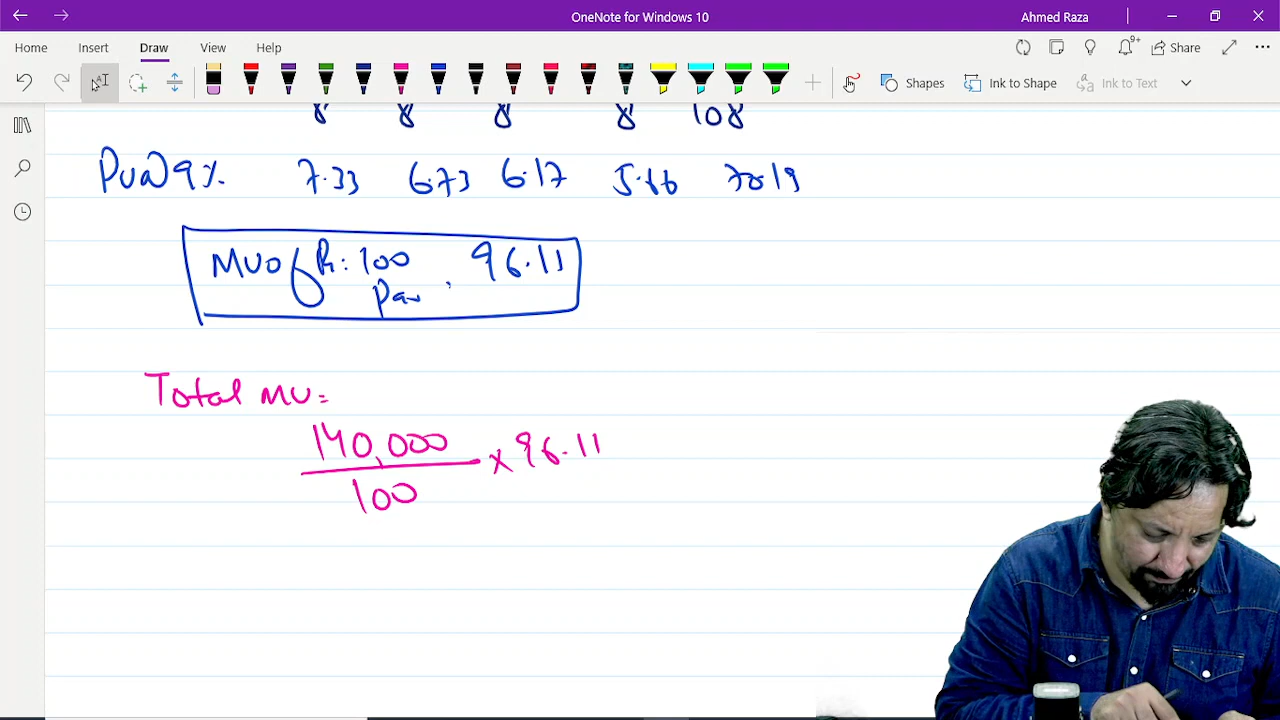 OneNote for Windows 10
Ahmed Raza
Home Insert Draw View Help
9+ Share
Shapes Ink to Shape Ink to Text
8 8 8 8 108
PV@9% 7.33 6.73 6.17 5.66 70.19
MV of R: 100 96.11
Par
Total MV=
140,000
× 96.11
100